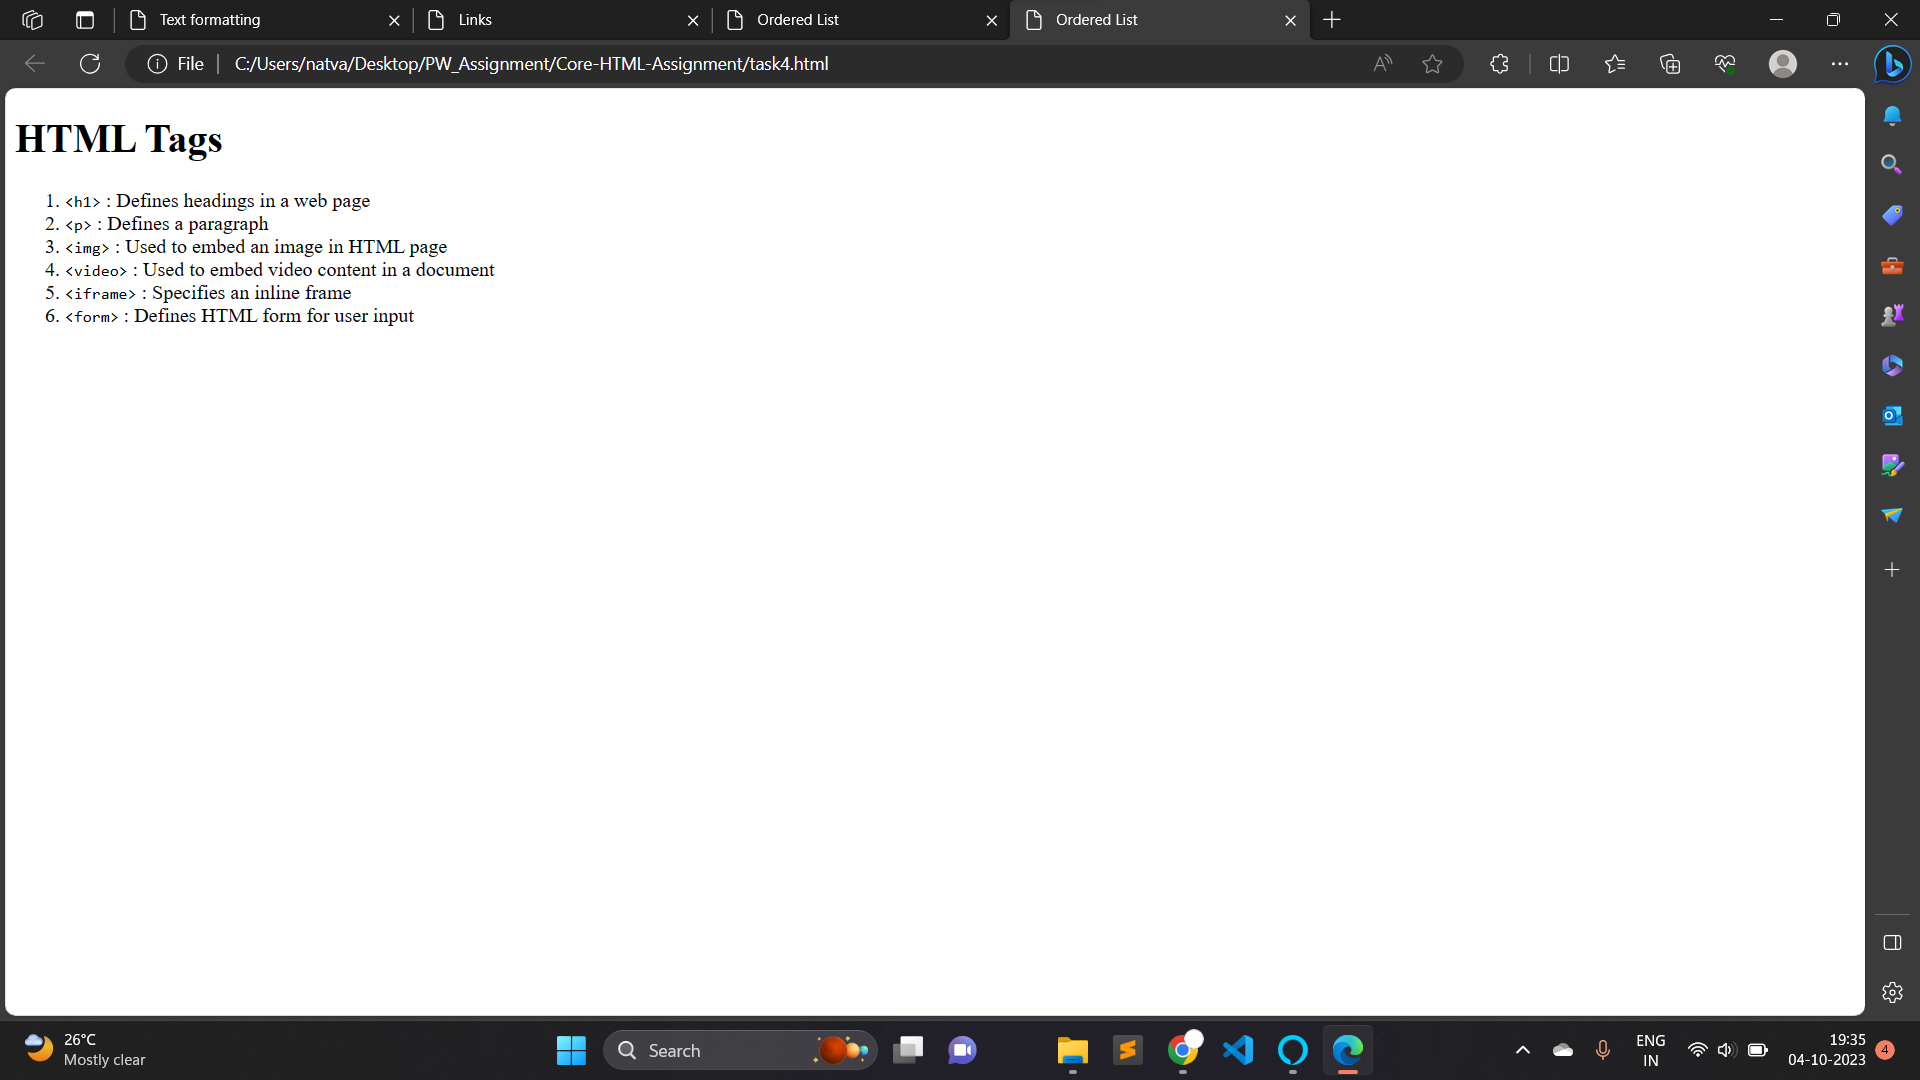 Text formatting
Links
Ordered List
Ordered List
File
C:/Users/natva/Desktop/PW_Assignment/Core-HTML-Assignment/task4.html
HTML Tags
1. <h1> : Defines headings in a web page
2. <p> : Defines a paragraph
3. <img> : Used to embed an image in HTML page
4. <video> : Used to embed video content in a document
5. <iframe> : Specifies an inline frame
6. <form> : Defines HTML form for user input
26°C
Mostly clear
Search
ENG
IN
19:35
04-10-2023
4